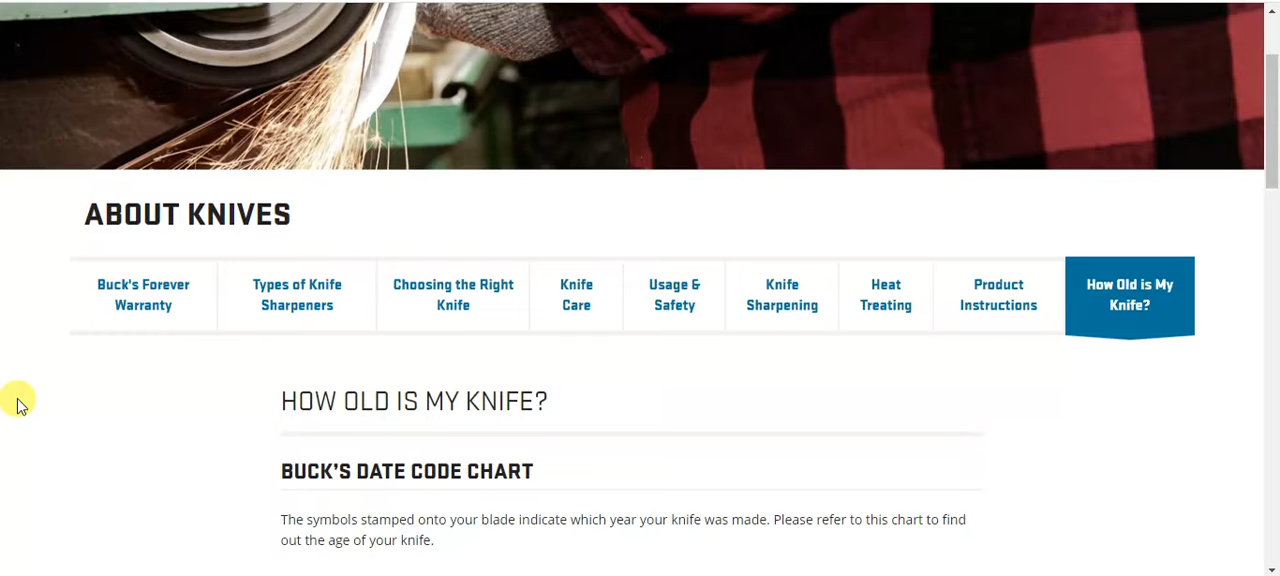 ABOUT KNIVES
Buck's Forever
Warranty
Types of Knife
Sharpeners
Choosing the Right
Knife
Knife
Care
Usage &
Safety
Knife
Sharpening
Heat
Treating
Product
Instructions
How Old is My
Knife?
HOW OLD IS MY KNIFE?
BUCK'S DATE CODE CHART
The symbols stamped onto your blade indicate which year your knife was made. Please refer to this chart to find
out the age of your knife.